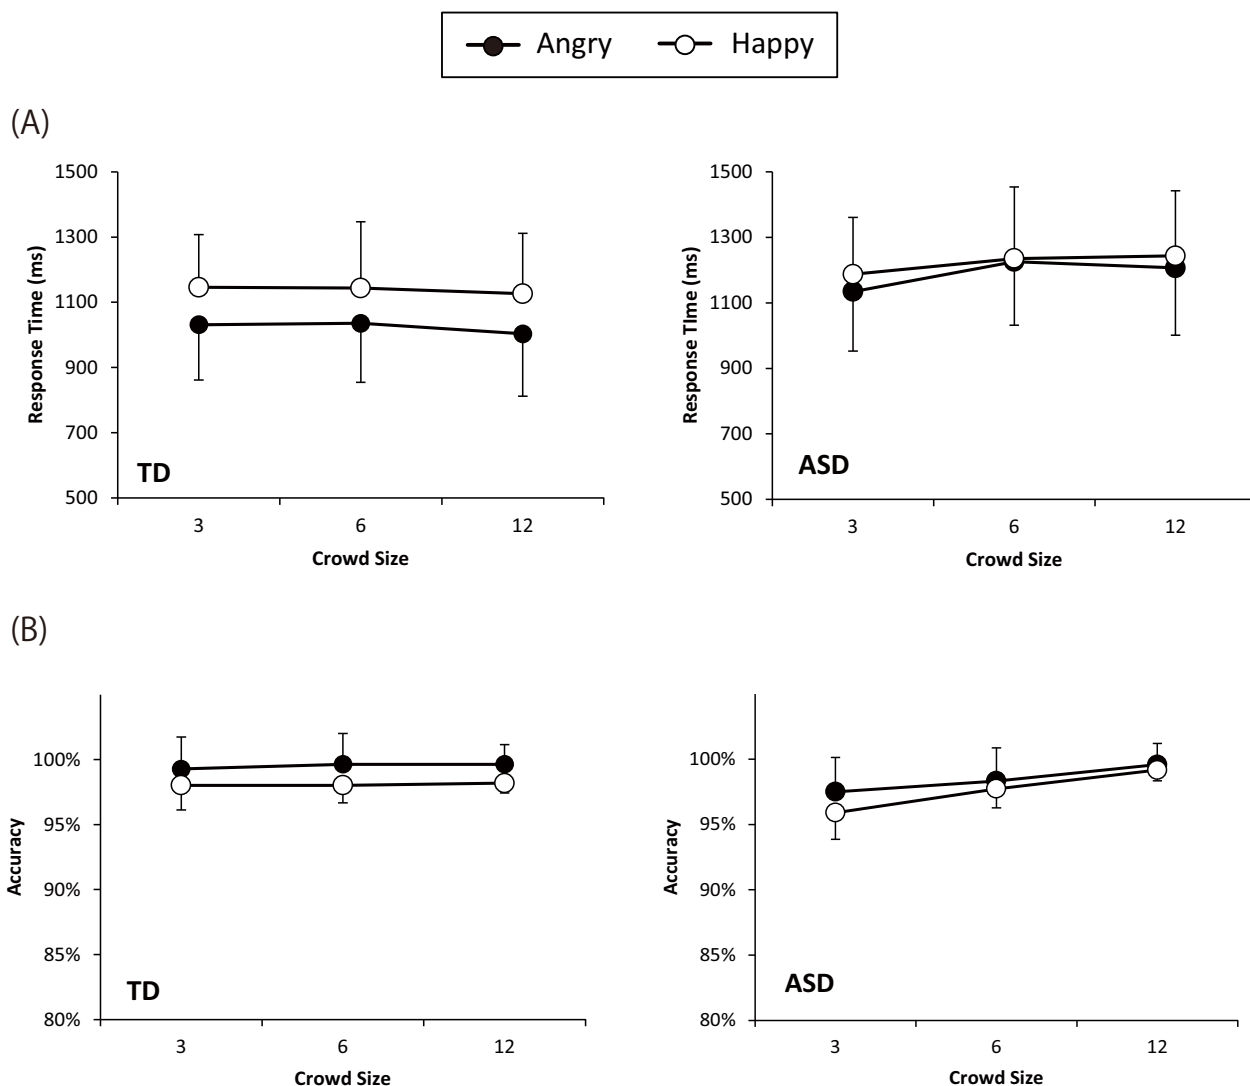 Angry Happy
(A)
1500
1300
1100
900
700
500
Response Time (ms)
TD
3 6 12
Crowd Size
1500
1300
1100
900
700
500
Response TIme (ms)
ASD
3 6 12
Crowd Size
(B)
100%
95%
90%
85%
80%
Accuracy
TD
3 6 12
Crowd Size
100%
95%
90%
85%
80%
Accuracy
ASD
3 6 12
Crowd Size